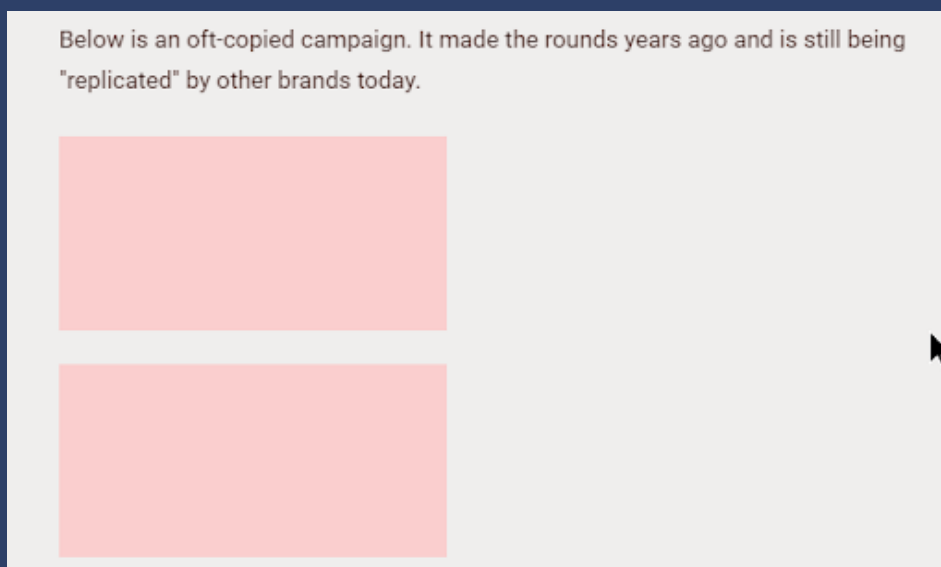 Below is an oft-copied campaign. It made the rounds years ago and is still being
"replicated" by other brands today.